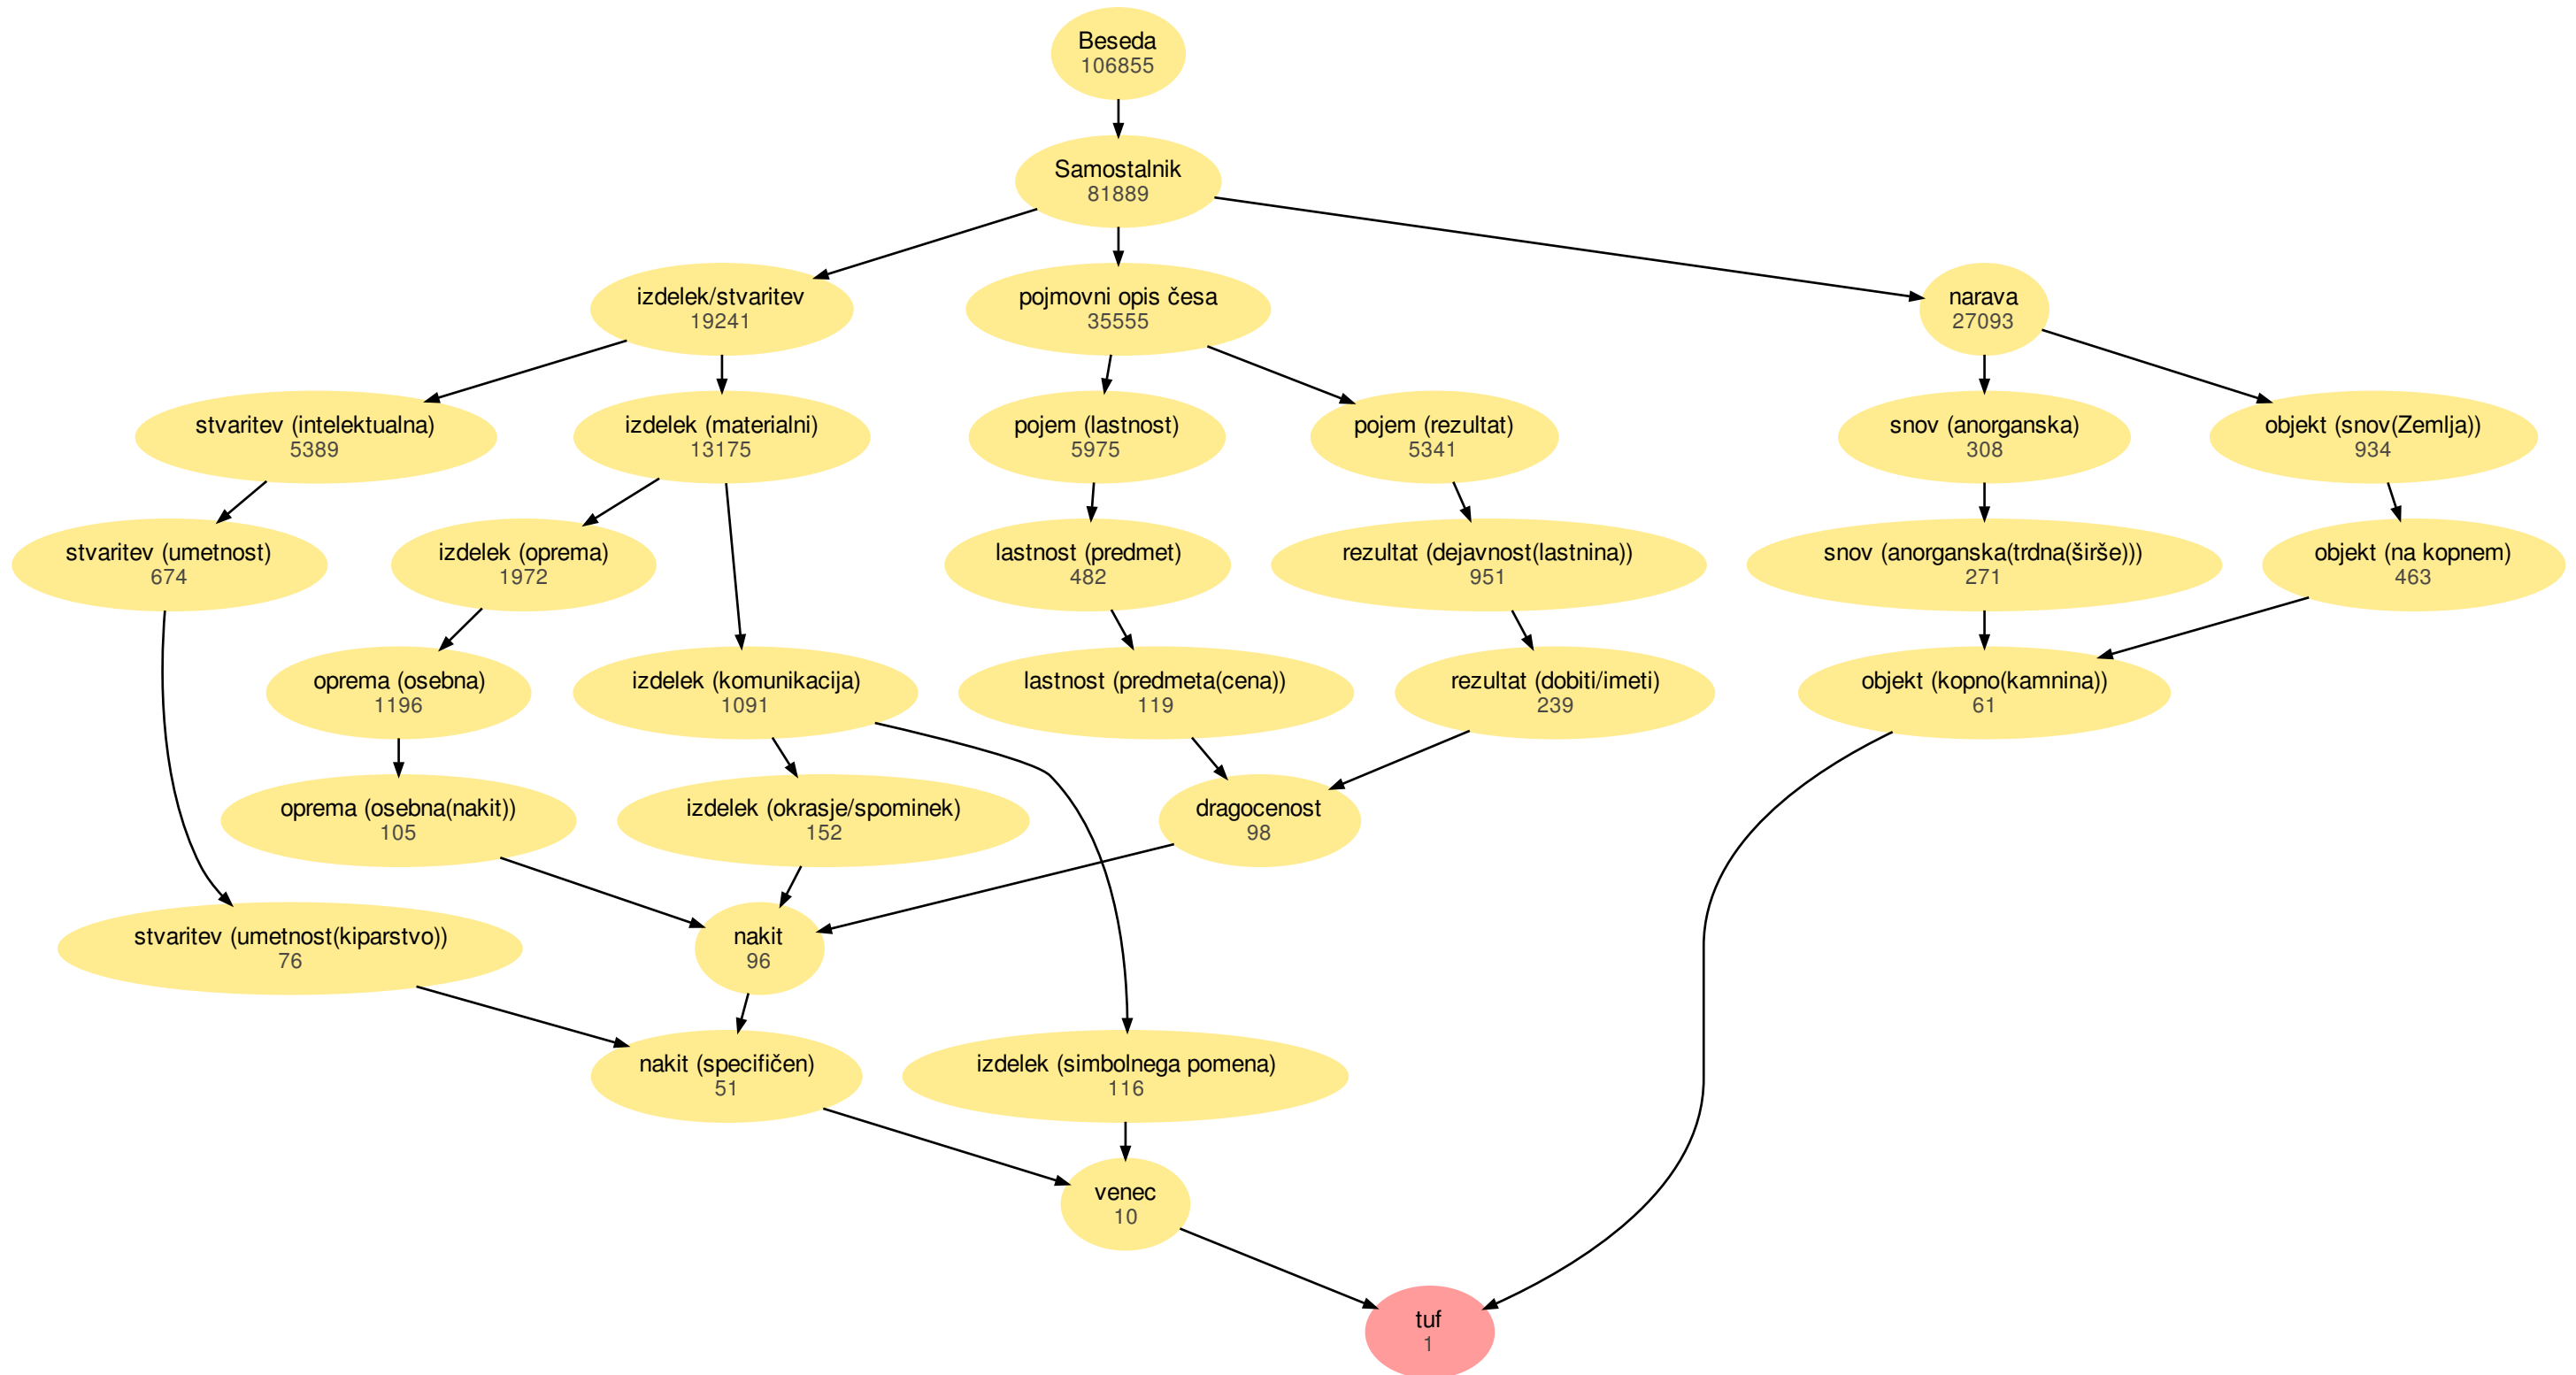 Beseda
106855
Samostalnik
81889
izdelek/stvaritev
19241
pojmovni opis česa
35555
narava
27093
stvaritev (intelektualna)
5389
izdelek (materialni)
13175
pojem (lastnost)
5975
pojem (rezultat)
5341
snov (anorganska)
308
objekt (snov(Zemlja))
934
stvaritev (umetnost)
674
izdelek (oprema)
1972
lastnost (predmet)
482
rezultat (dejavnost(lastnina))
951
snov (anorganska(trdna(širše)))
271
objekt (na kopnem)
463
oprema (osebna)
1196
izdelek (komunikacija)
1091
lastnost (predmeta(cena))
119
rezultat (dobiti/imeti)
239
objekt (kopno(kamnina))
61
oprema (osebna(nakit))
105
izdelek (okrasje/spominek)
152
dragocenost
98
stvaritev (umetnost(kiparstvo))
76
nakit
96
nakit (specifičen)
51
izdelek (simbolnega pomena)
116
venec
10
tuf
1